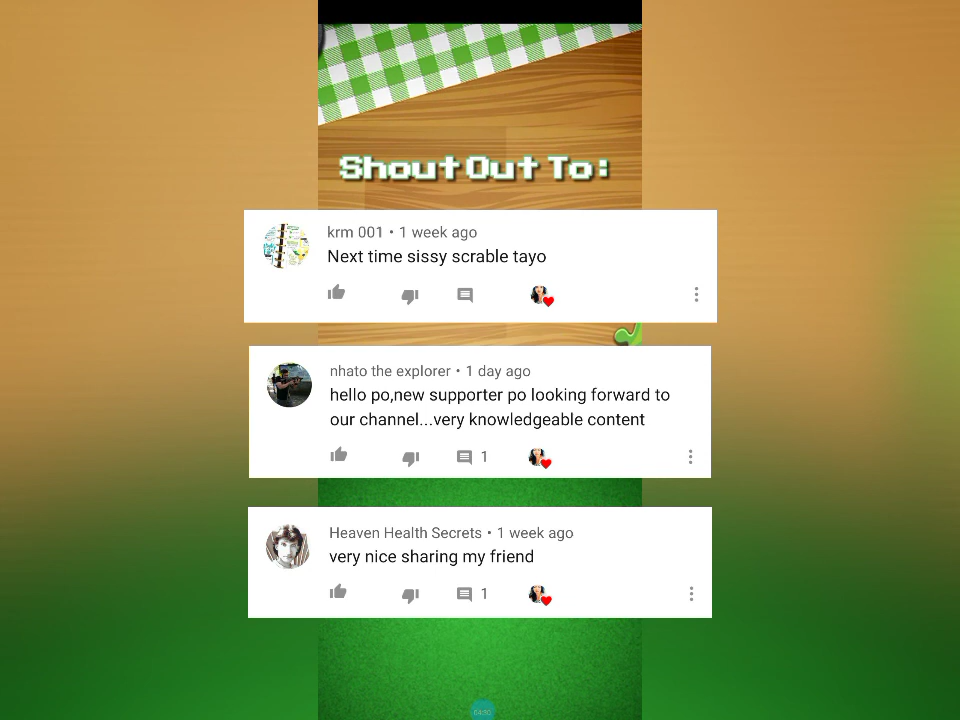 Shout Out To:
krm 001 • 1 week ago
Next time sissy scrable tayo
nhato the explorer • 1 day ago
hello po,new supporter po looking forward to
our channel...very knowledgeable content
1
Heaven Health Secrets • 1 week ago
very nice sharing my friend
1